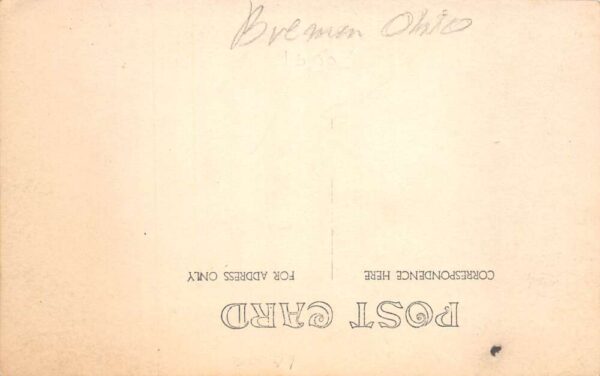 Bremen Ohio
POST CARD
CORRESPONDENCE HERE
FOR ADDRESS ONLY